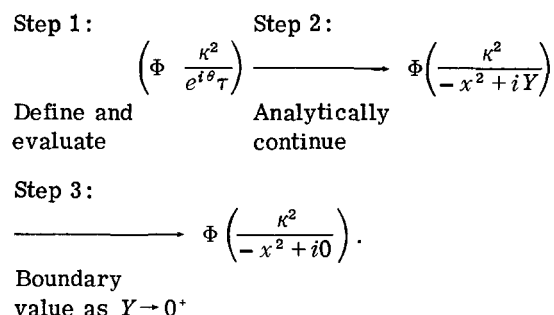 Step 1: Step 2:
(Φ κ²/(e^{iθ}τ)) ⟶ Φ(κ²/(−x² + iY))
Define and Analytically
evaluate continue
Step 3:
⟶ Φ(κ²/(−x² + i0)).
Boundary
value as Y → 0⁺